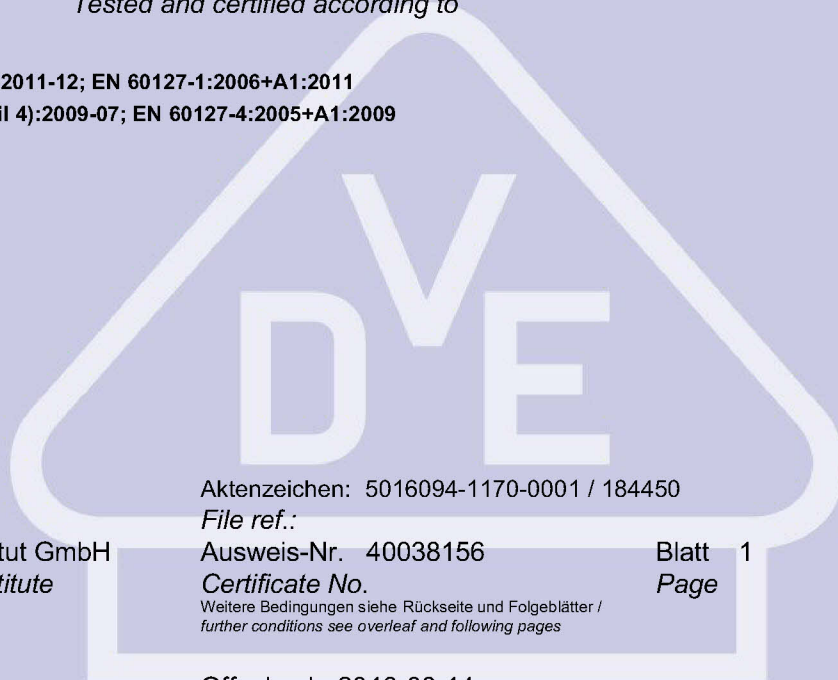 Tested and certified according to
2011-12; EN 60127-1:2006+A1:2011
il 4):2009-07; EN 60127-4:2005+A1:2009
DVE
Aktenzeichen: 5016094-1170-0001 / 184450
File ref.:
tut GmbH Ausweis-Nr. 40038156 Blatt 1
titute Certificate No. Page
Weitere Bedingungen siehe Rückseite und Folgeblätter /
further conditions see overleaf and following pages